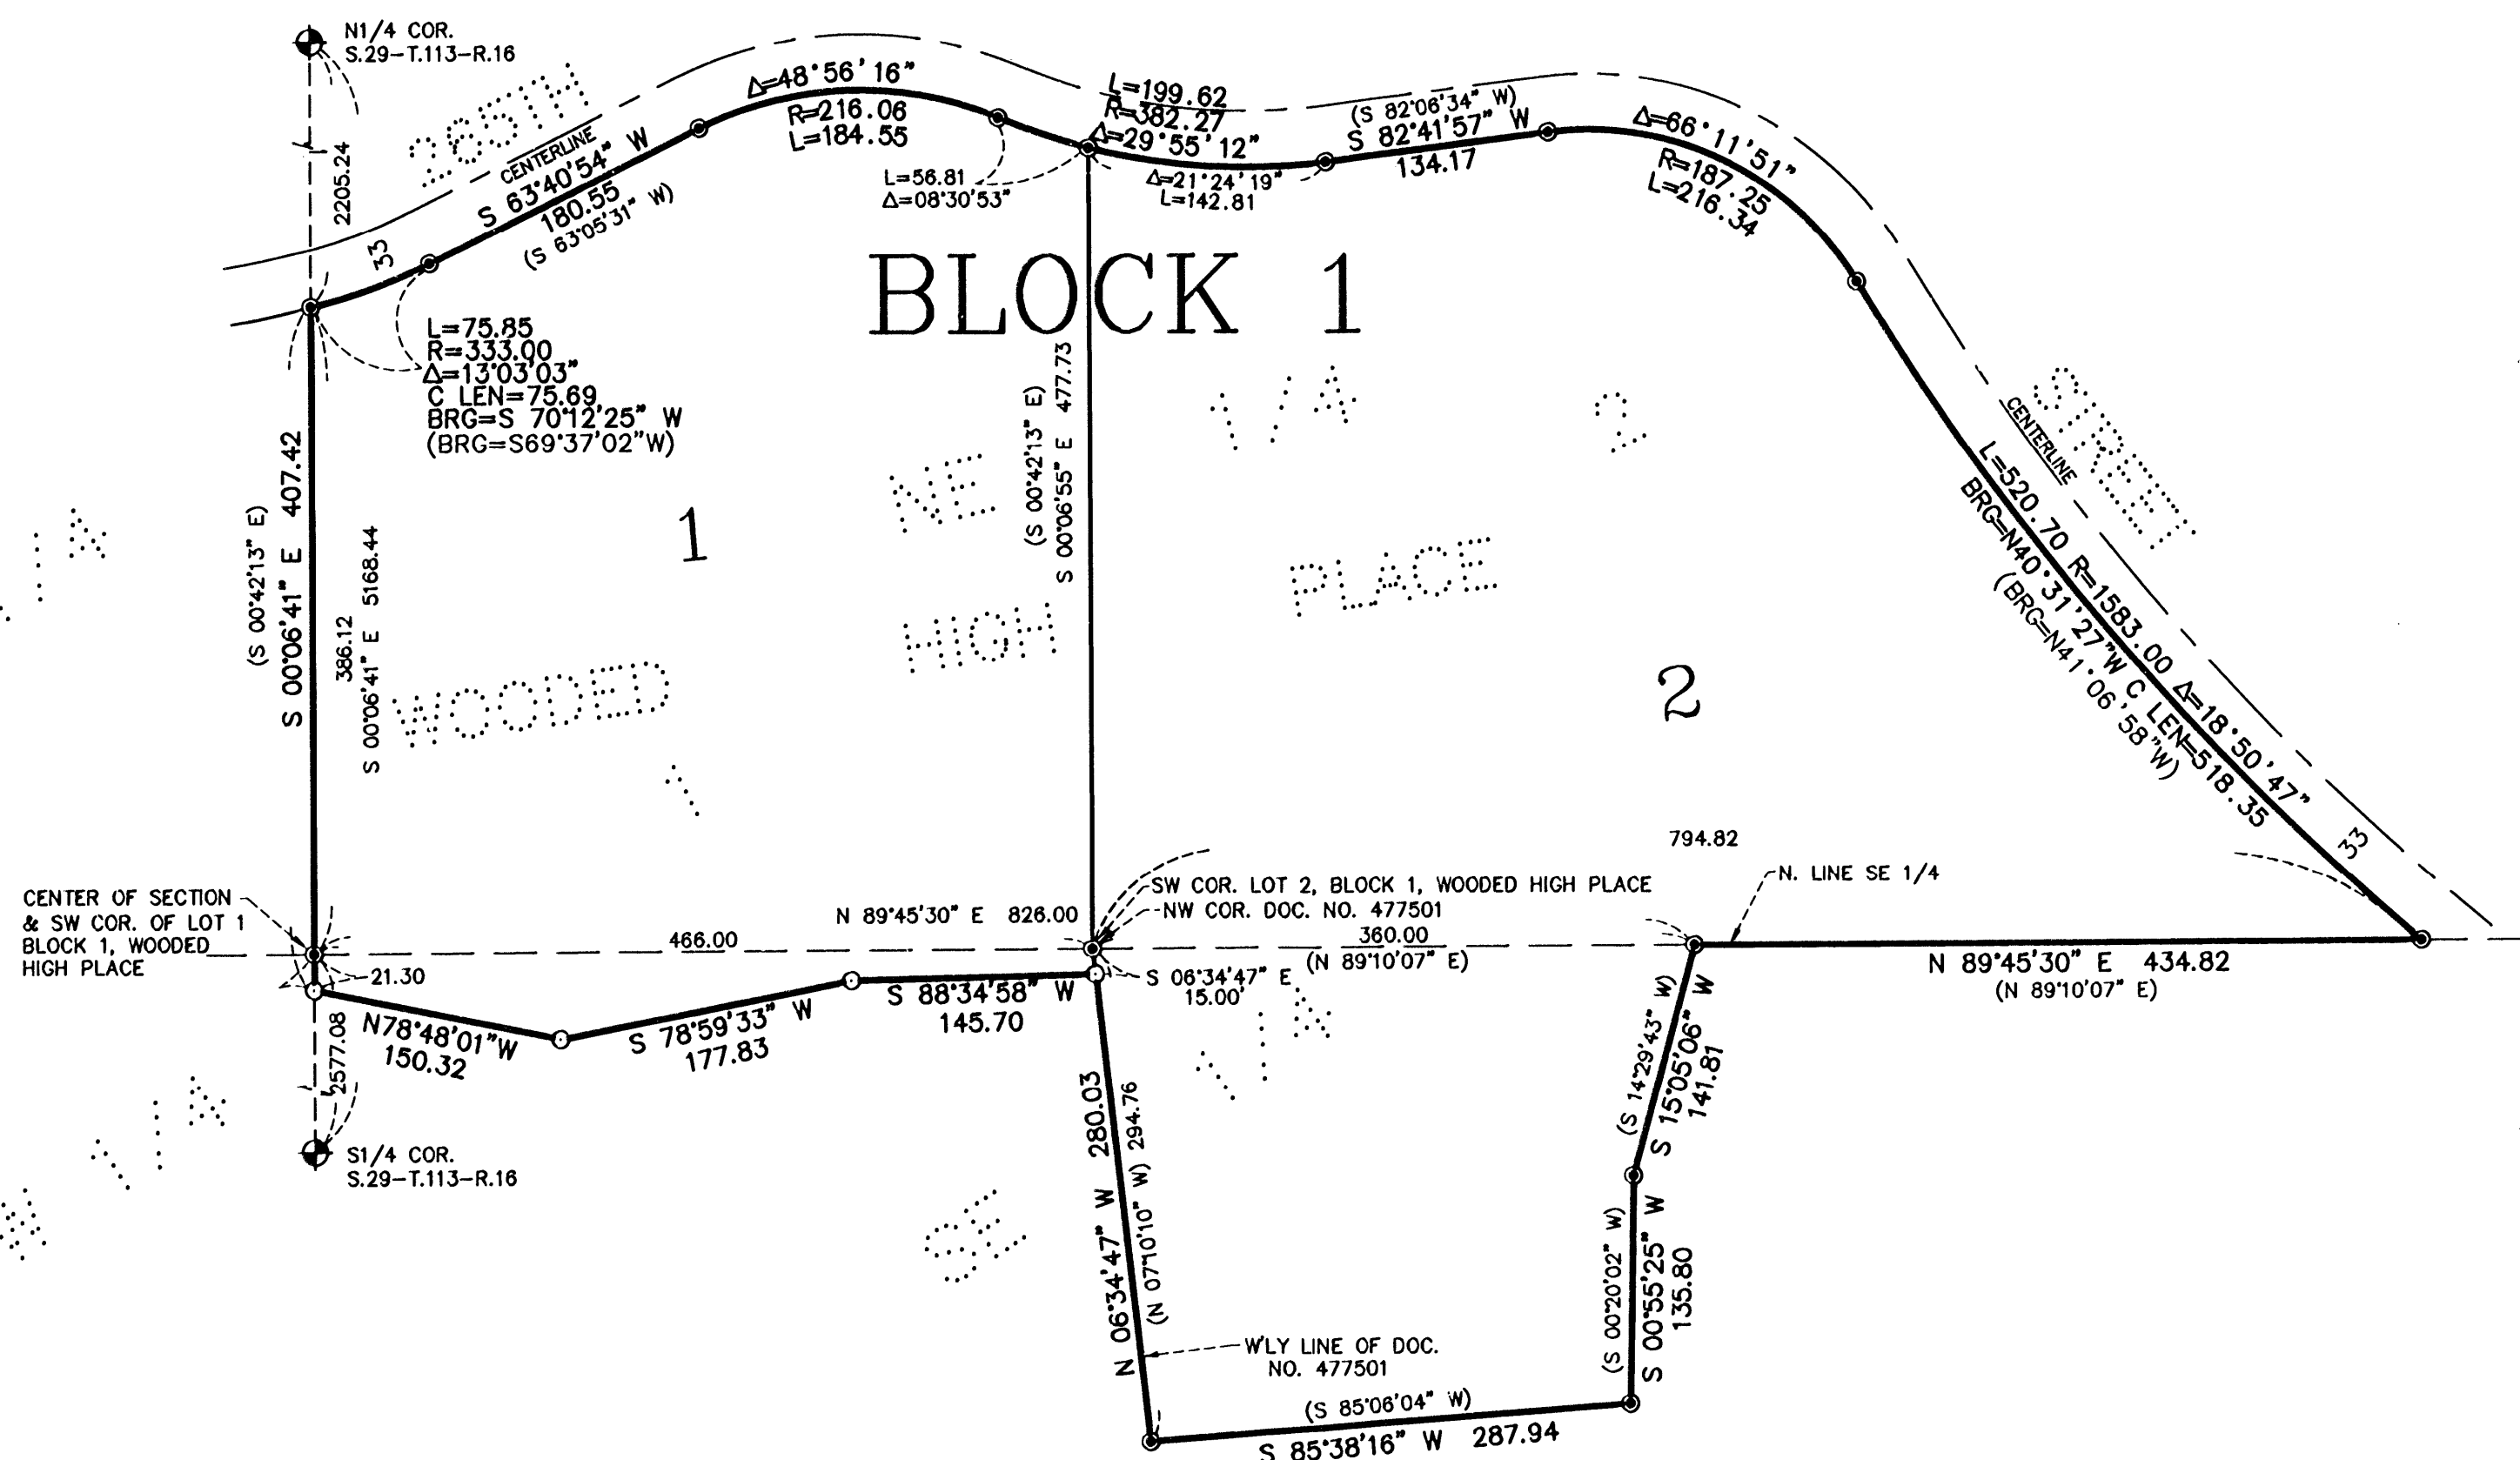 N1/4 COR.
S.29-T.113-R.16
2205.24
265TH
CENTERLINE
S 63°40'54" W
180.55
(S 63°05'31" W)
33
Δ=48°56'16"
R=216.06
L=184.55
L=199.62
R=382.27
Δ=29°55'12"
L=56.81
Δ=08°30'53"
Δ=21°24'19"
L=142.81
(S 82°06'34" W)
S 82°41'57" W
134.17
Δ=66°11'51"
R=187.25
L=216.34
BLOCK 1
L=75.85
R=333.00
Δ=13°03'03"
C LEN=75.69
BRG=S 70°12'25" W
(BRG=S69°37'02"W)
(S 00°42'13" E)
S 00°06'41" E 407.42
386.12
S 00°06'41" E 5168.44
1
(S 00°42'13" E)
S 00°06'55" E 477.73
NE
1/4
2
STREET
CENTERLINE
L=520.70 R=1583.00 Δ=18°50'47"
BRG=N40°31'27"W C LEN=518.35
(BRG=N41°06'58"W)
33
1/4
WOODED
HIGH
PLACE
1
2
794.82
N. LINE SE 1/4
CENTER OF SECTION
& SW COR. OF LOT 1
BLOCK 1, WOODED
HIGH PLACE
SW COR. LOT 2, BLOCK 1, WOODED HIGH PLACE
NW COR. DOC. NO. 477501
N 89°45'30" E 826.00
466.00
360.00
(N 89°10'07" E)
N 89°45'30" E 434.82
(N 89°10'07" E)
21.30
S 06°34'47" E
15.00'
N78°48'01"W
150.32
S 78°59'33" W
177.83
S 88°34'58" W
145.70
2577.08
S1/4 COR.
S.29-T.113-R.16
1/4
W 1/4
SE
1/4
N 06°34'47" W 280.03
(N 07°10'10" W) 294.76
(S 14°29'43" W)
S 15°05'06" W
141.81
(S 00°20'02" W)
S 00°55'25" W
135.80
W'LY LINE OF DOC.
NO. 477501
(S 85°06'04" W)
S 85°38'16" W 287.94